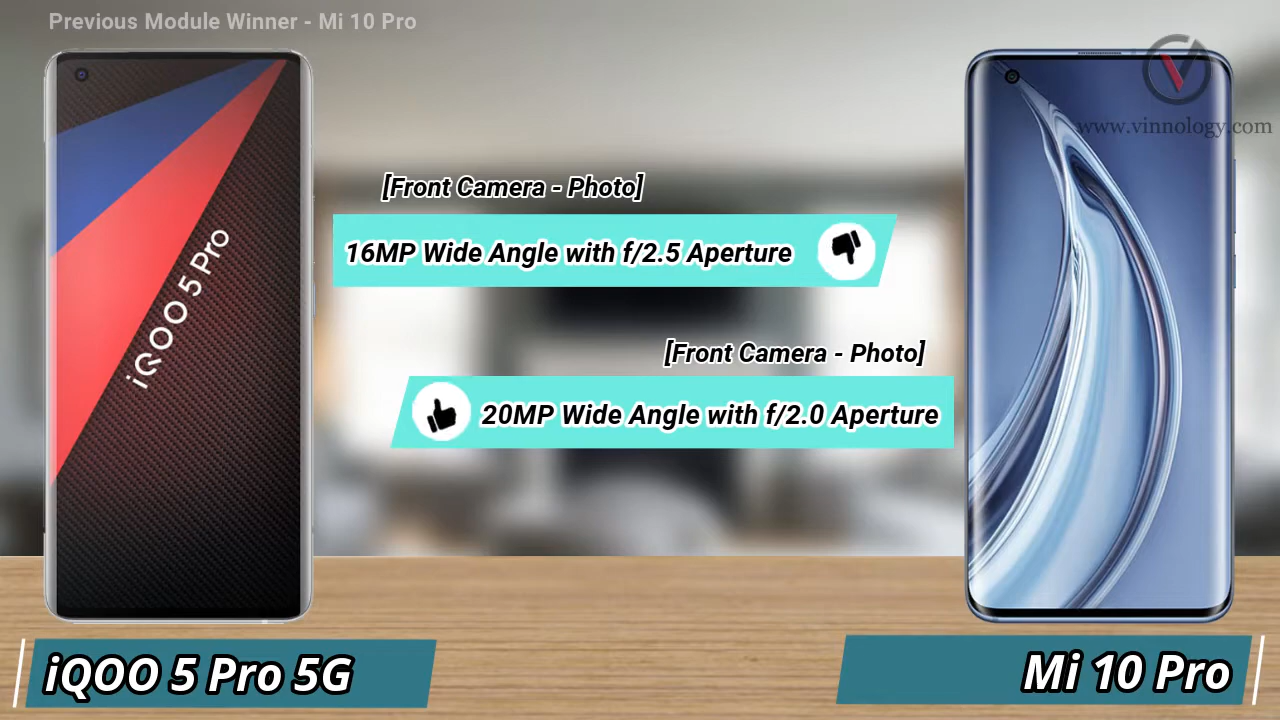 Previous Module Winner - Mi 10 Pro
www.vinnology.com
iQOO 5 Pro
[Front Camera - Photo]
16MP Wide Angle with f/2.5 Aperture
[Front Camera - Photo]
20MP Wide Angle with f/2.0 Aperture
iQOO 5 Pro 5G
Mi 10 Pro